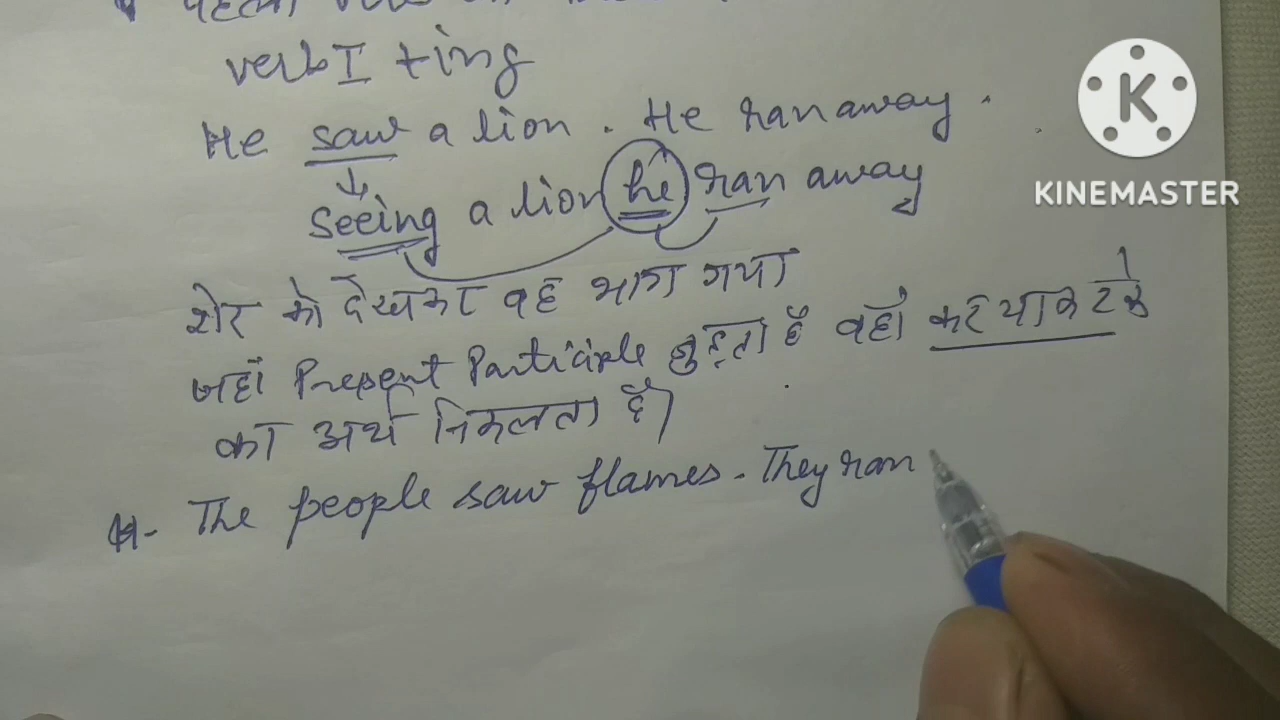 verb I + ing
He saw a lion. He ran away.
Seeing a lion he ran away
शेर को देखकर वह भाग गया
जहाँ Present Participle जुड़ता है वहाँ कर या करके
का अर्थ निकलता है।
The people saw flames. They ran
K
KINEMASTER